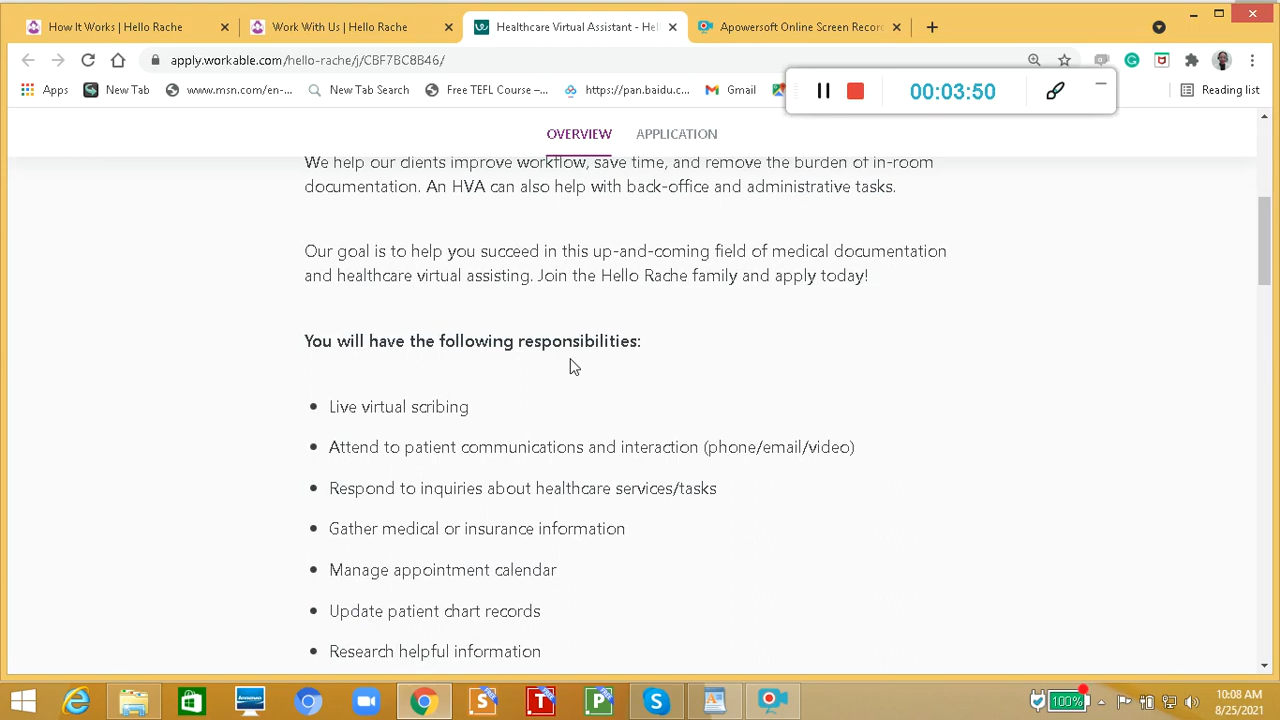 How It Works | Hello Rache
Work With Us | Hello Rache
Healthcare Virtual Assistant - Hel
Apowersoft Online Screen Record
apply.workable.com/hello-rache/j/CBF7BC8B46/
Apps
New Tab
www.msn.com/en-...
New Tab Search
Free TEFL Course –...
https://pan.baidu.c...
Gmail
00:03:50
Reading list
OVERVIEW
APPLICATION
We help our clients improve workflow, save time, and remove the burden of in-room
documentation. An HVA can also help with back-office and administrative tasks.
Our goal is to help you succeed in this up-and-coming field of medical documentation
and healthcare virtual assisting. Join the Hello Rache family and apply today!
You will have the following responsibilities:
Live virtual scribing
Attend to patient communications and interaction (phone/email/video)
Respond to inquiries about healthcare services/tasks
Gather medical or insurance information
Manage appointment calendar
Update patient chart records
Research helpful information
S
T
P
100%
10:08 AM
8/25/2021